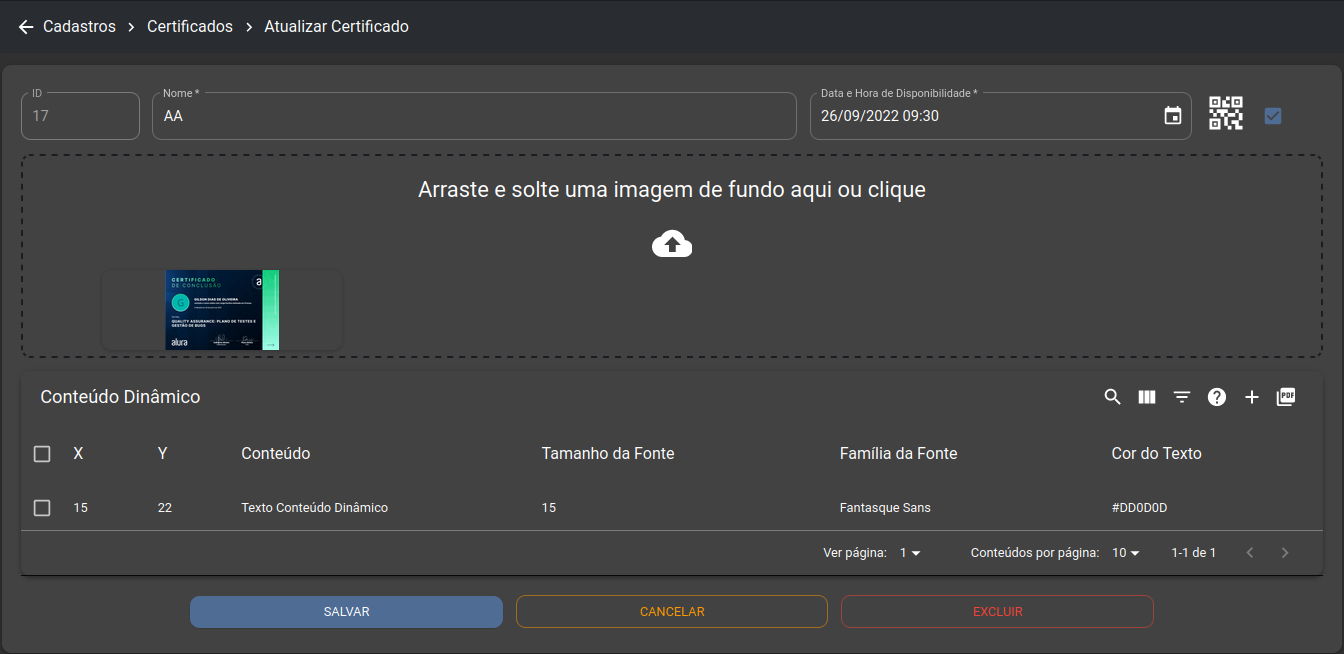 Cadastros > Certificados > Atualizar Certificado
ID
17
Nome *
AA
Data e Hora de Disponibilidade *
26/09/2022 09:30
Arraste e solte uma imagem de fundo aqui ou clique
CERTIFICADO
DE CONCLUSÃO
a
G
GILSON DIAS DE OLIVEIRA
QUALITY ASSURANCE: PLANO DE TESTES E
GESTÃO DE BUGS
alura
Conteúdo Dinâmico
? PDF
X Y Conteúdo Tamanho da Fonte Família da Fonte Cor do Texto
15 22 Texto Conteúdo Dinâmico 15 Fantasque Sans #DD0D0D
Ver página: 1 Conteúdos por página: 10 1-1 de 1
SALVAR CANCELAR EXCLUIR